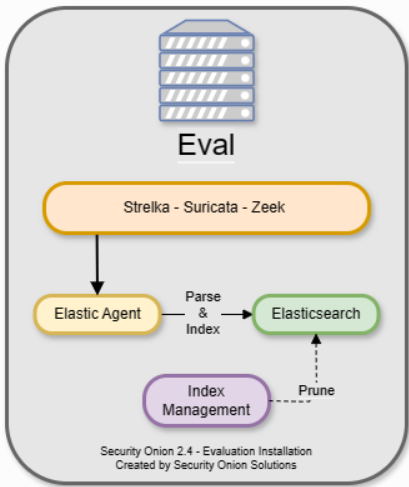 Eval
Strelka - Suricata - Zeek
Elastic Agent
Parse
&
Index
Elasticsearch
Index
Management
Prune
Security Onion 2.4 - Evaluation Installation
Created by Security Onion Solutions